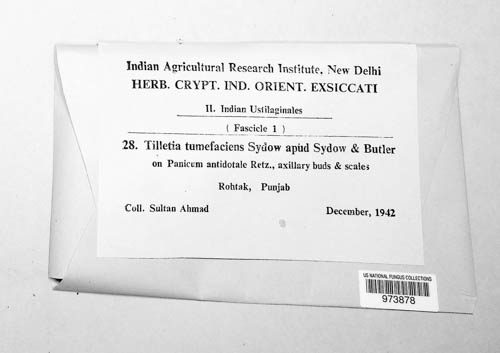 Indian Agricultural Research Institute, New Delhi
HERB. CRYPT. IND. ORIENT. EXSICCATI
II. Indian Ustilaginales
( Fascicle 1 )
28. Tilletia tumefaciens Sydow apud Sydow & Butler
on Panicum antidotale Retz., axillary buds & scales
Rohtak, Punjab
Coll. Sultan Ahmad December, 1942
US NATIONAL FUNGUS COLLECTIONS
973878